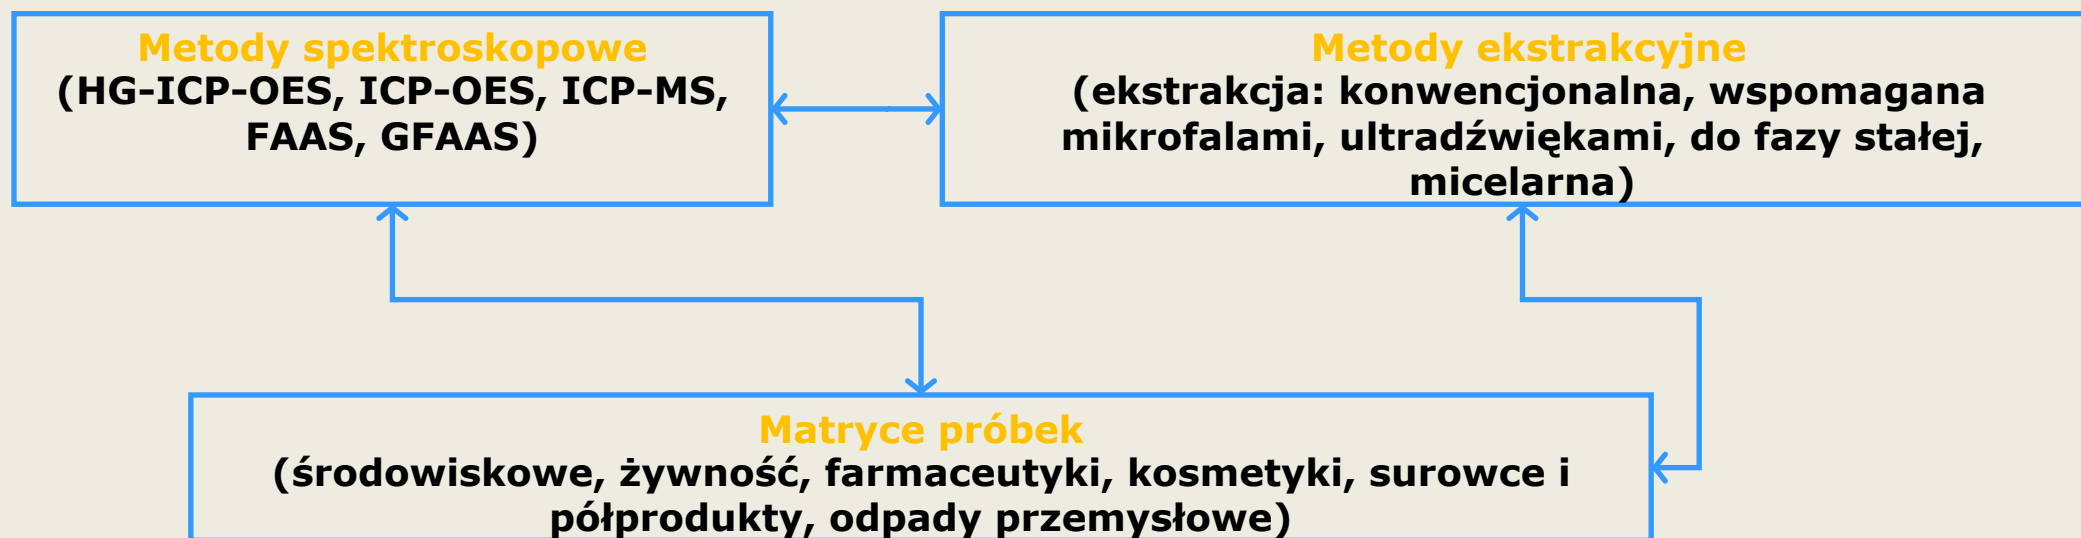 Metody spektroskopowe
(HG-ICP-OES, ICP-OES, ICP-MS,
FAAS, GFAAS)
Metody ekstrakcyjne
(ekstrakcja: konwencjonalna, wspomagana
mikrofalami, ultradźwiękami, do fazy stałej,
micelarna)
Matryce próbek
(środowiskowe, żywność, farmaceutyki, kosmetyki, surowce i
półprodukty, odpady przemysłowe)